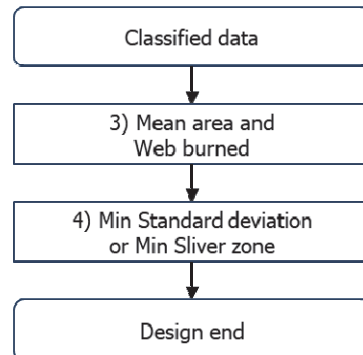 Classified data
3) Mean area and
Web burned
4) Min Standard deviation
or Min Sliver zone
Design end